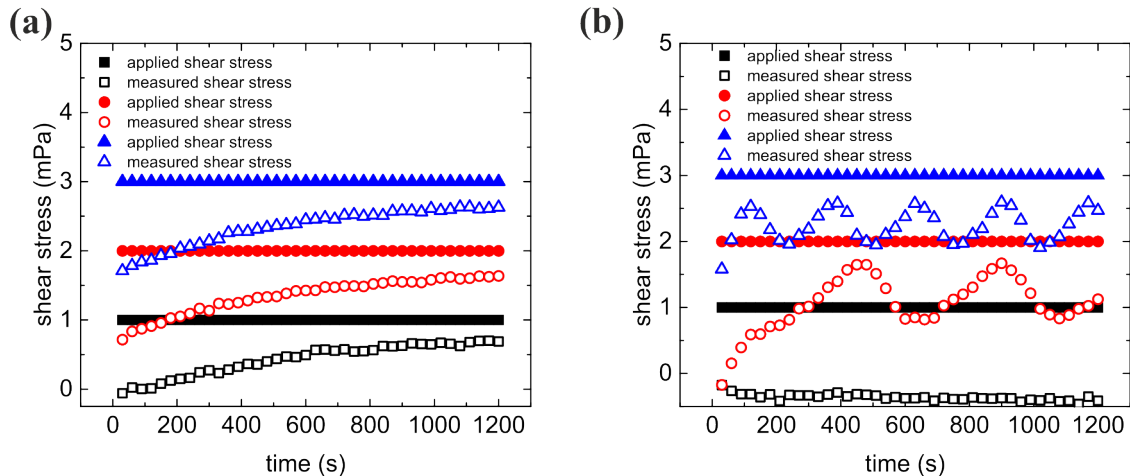 (a)
5
4
3
2
1
0
shear stress (mPa)
applied shear stress
measured shear stress
applied shear stress
measured shear stress
applied shear stress
measured shear stress
0 200 400 600 800 1000 1200
time (s)
(b)
5
4
3
2
1
0
shear stress (mPa)
applied shear stress
measured shear stress
applied shear stress
measured shear stress
applied shear stress
measured shear stress
0 200 400 600 800 1000 1200
time (s)